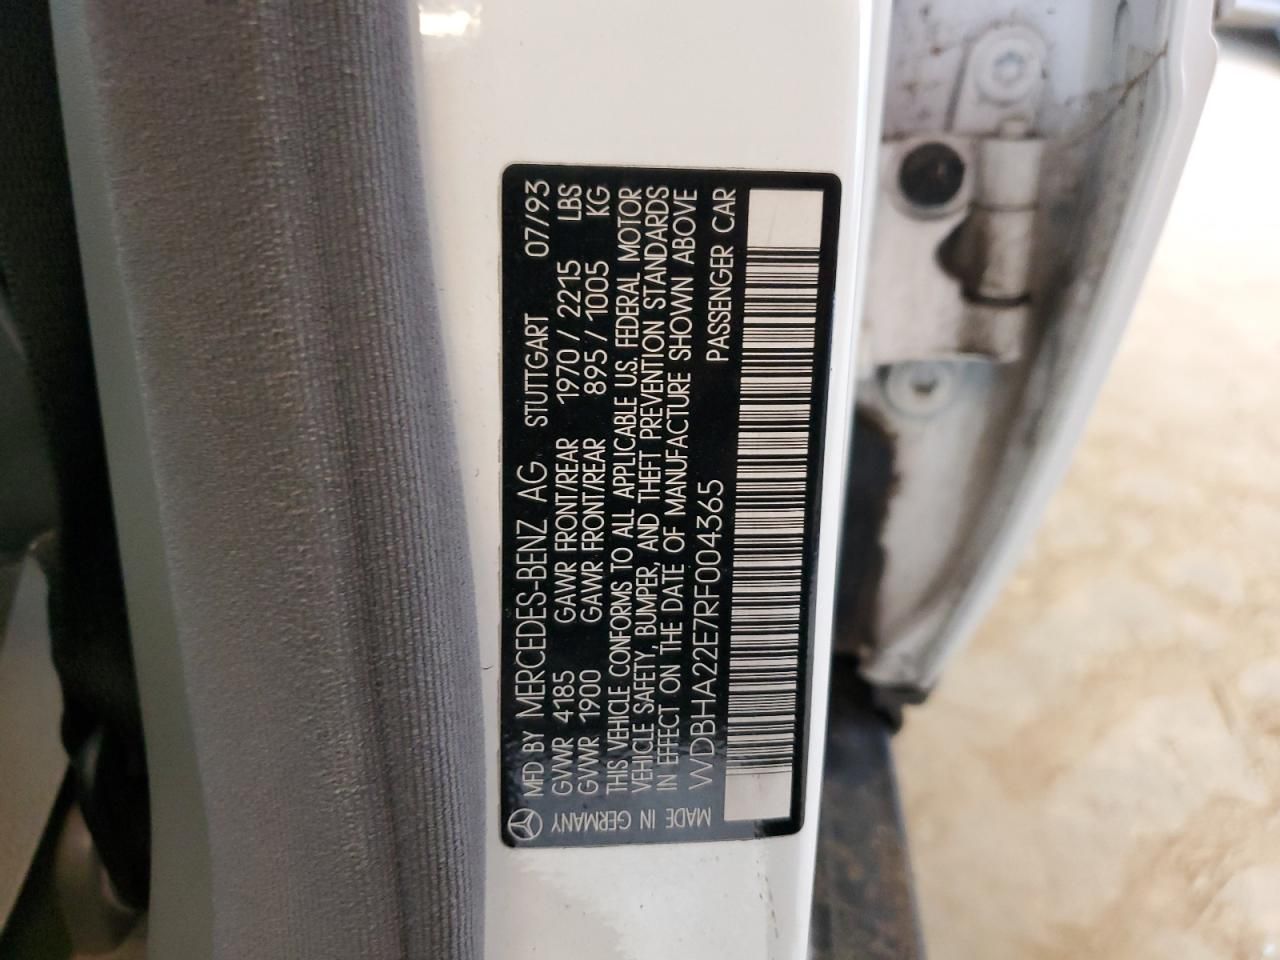 MFD BY MERCEDES-BENZ AG STUTTGART 07/93
GVWR 4185 GAWR FRONT/REAR 1970 / 2215 LBS
GVWR 1900 GAWR FRONT/REAR 895 / 1005 KG
THIS VEHICLE CONFORMS TO ALL APPLICABLE U.S. FEDERAL MOTOR
VEHICLE SAFETY, BUMPER, AND THEFT PREVENTION STANDARDS
IN EFFECT ON THE DATE OF MANUFACTURE SHOWN ABOVE
WDBHA22E7RF004365 PASSENGER CAR
MADE IN GERMANY